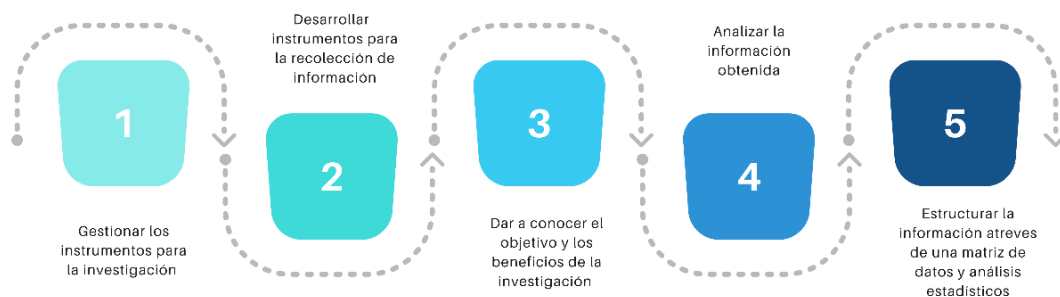 1
Gestionar los
instrumentos para
la investigación
Desarrollar
instrumentos para
la recolección de
información
2
3
Dar a conocer el
objetivo y los
beneficios de la
investigación
Analizar la
información
obtenida
4
5
Estructurar la
información atreves
de una matriz de
datos y análisis
estadísticos